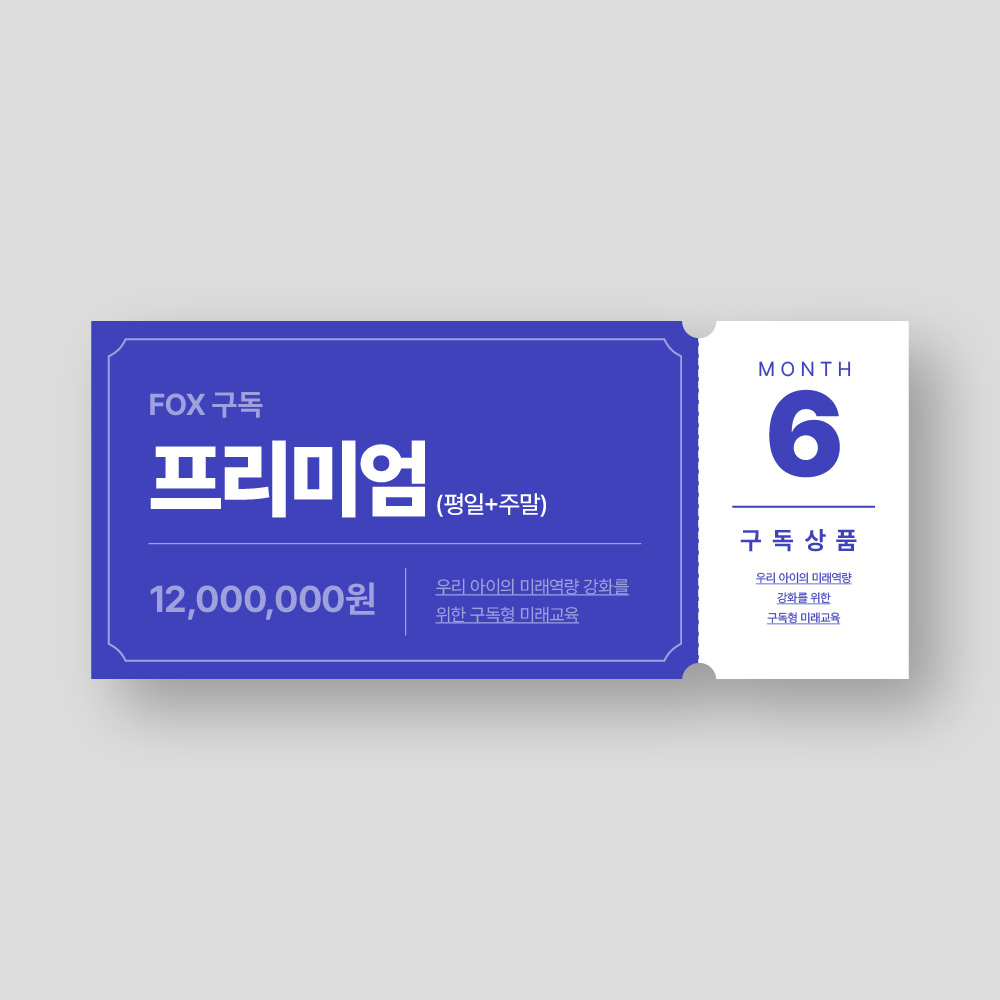 FOX 구독
프리미엄 (평일+주말)
12,000,000원
우리 아이의 미래역량 강화를
위한 구독형 미래교육
MONTH
6
구독상품
우리 아이의 미래역량
강화를 위한
구독형 미래교육